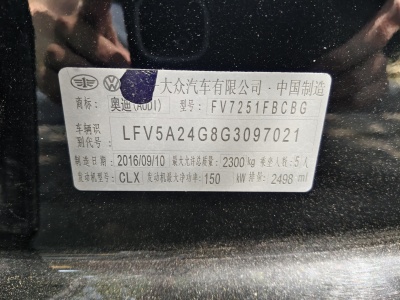 一大众汽车有限公司·中国制造
商标: 奥迪(AUDI) 型号: FV7251FBCBG
车辆识别代号: LFV5A24G8G3097021
制造日期: 2016/09/10 最大允许总质量: 2300 kg 乘坐人数: 5人
发动机型号: CLX 发动机最大净功率: 150 kW 排量: 2498 ml